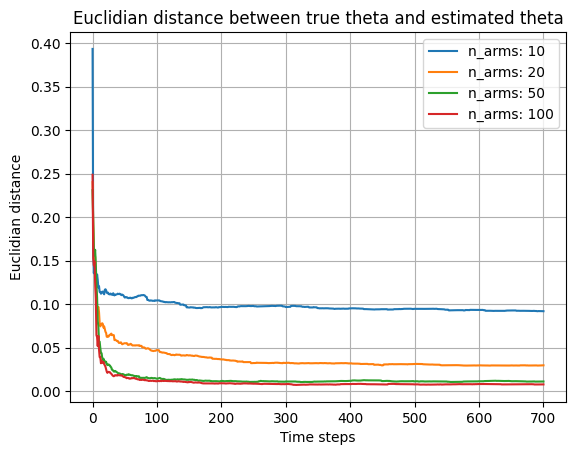 Euclidian distance between true theta and estimated theta
n_arms: 10
n_arms: 20
n_arms: 50
n_arms: 100
Euclidian distance
0.40
0.35
0.30
0.25
0.20
0.15
0.10
0.05
0.00
0 100 200 300 400 500 600 700
Time steps